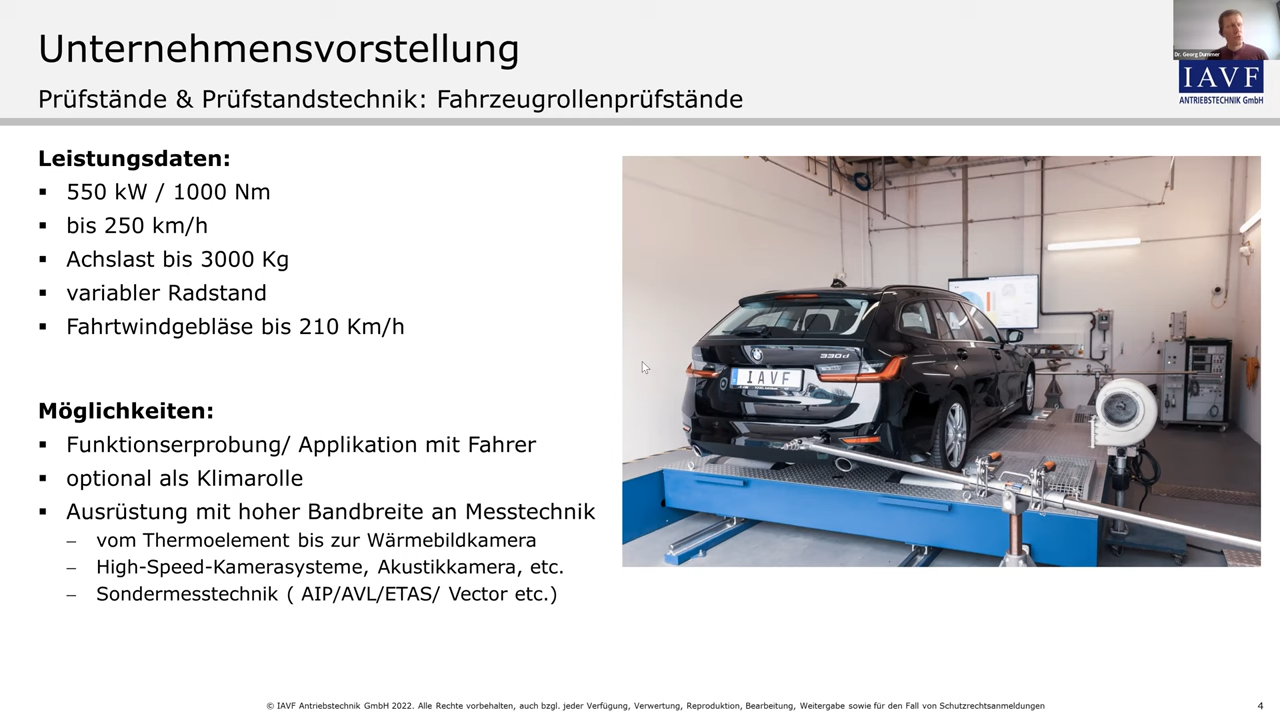 Unternehmensvorstellung
Prüfstände & Prüfstandstechnik: Fahrzeugrollenprüfstände
Dr. Georg Dümmer
IAVF
ANTRIEBSTECHNIK GmbH
Leistungsdaten:
▪ 550 kW / 1000 Nm
▪ bis 250 km/h
▪ Achslast bis 3000 Kg
▪ variabler Radstand
▪ Fahrtwindgebläse bis 210 Km/h
Möglichkeiten:
▪ Funktionserprobung/ Applikation mit Fahrer
▪ optional als Klimarolle
▪ Ausrüstung mit hoher Bandbreite an Messtechnik
– vom Thermoelement bis zur Wärmebildkamera
– High-Speed-Kamerasysteme, Akustikkamera, etc.
– Sondermesstechnik ( AIP/AVL/ETAS/ Vector etc.)
330d
IAVF
© IAVF Antriebstechnik GmbH 2022. Alle Rechte vorbehalten, auch bzgl. jeder Verfügung, Verwertung, Reproduktion, Bearbeitung, Weitergabe sowie für den Fall von Schutzrechtsanmeldungen
4